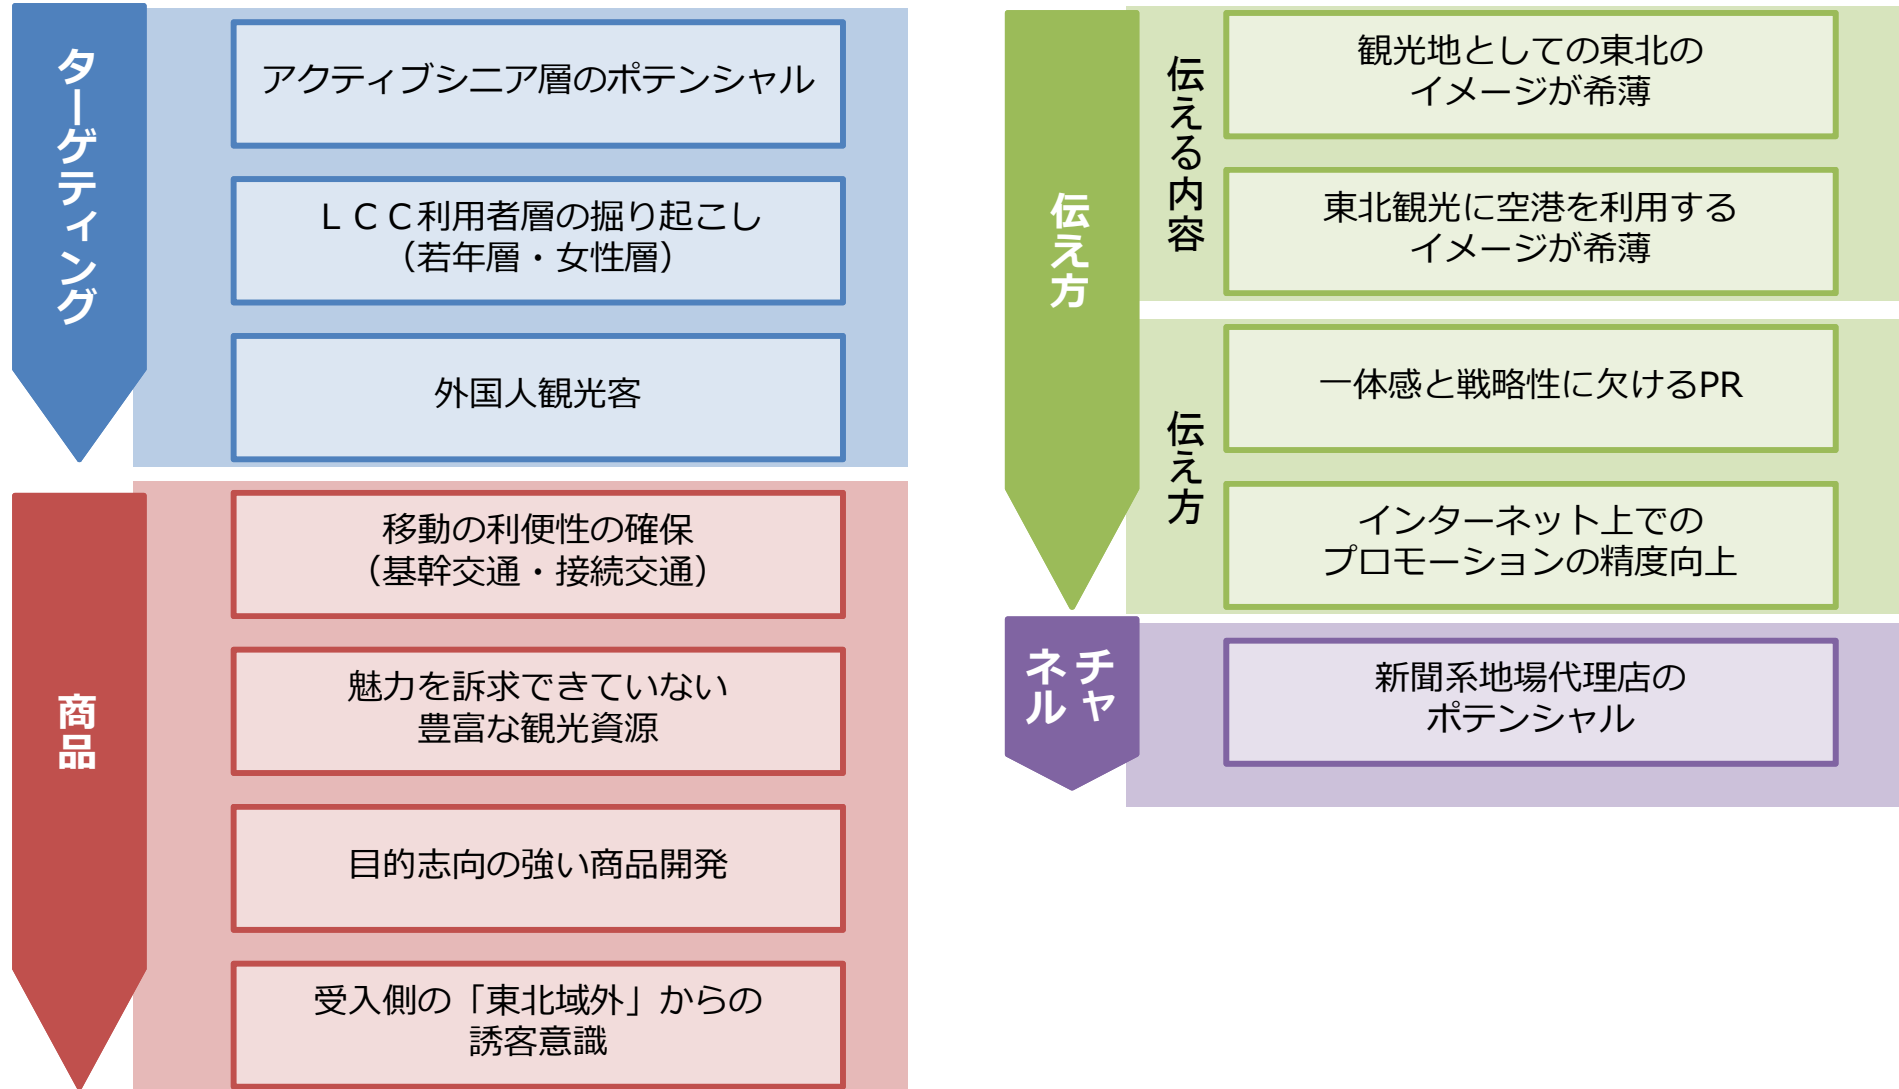 ターゲティング
アクティブシニア層のポテンシャル
ＬＣＣ利用者層の掘り起こし
（若年層・女性層）
外国人観光客
商品
移動の利便性の確保
（基幹交通・接続交通）
魅力を訴求できていない
豊富な観光資源
目的志向の強い商品開発
受入側の「東北域外」からの
誘客意識
伝え方
伝える内容
観光地としての東北の
イメージが希薄
東北観光に空港を利用する
イメージが希薄
伝え方
一体感と戦略性に欠けるPR
インターネット上での
プロモーションの精度向上
チャ
ネル
新聞系地場代理店の
ポテンシャル